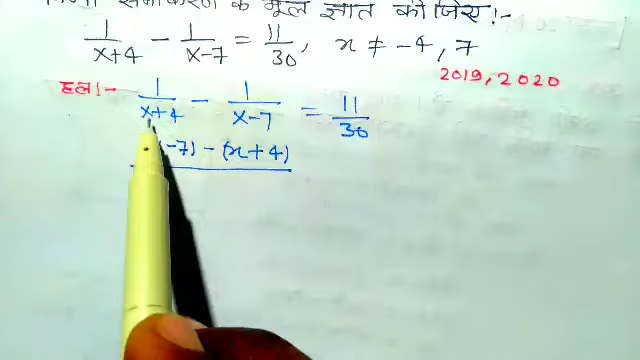 समीकरण के मूल ज्ञात कीजिए:-
1/x+4 - 1/x-7 = 11/30, x ≠ -4, 7
2019, 2020
हल:- 1/x+4 - 1/x-7 = 11/30
-7) - (x+4)